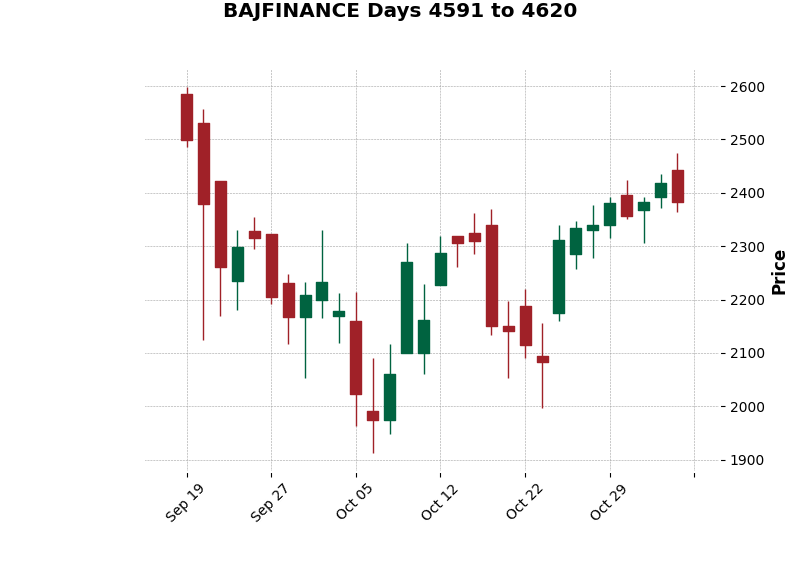 BAJFINANCE Days 4591 to 4620
2600
2500
2400
2300
2200
2100
2000
1900
Price
Sep 19
Sep 27
Oct 05
Oct 12
Oct 22
Oct 29